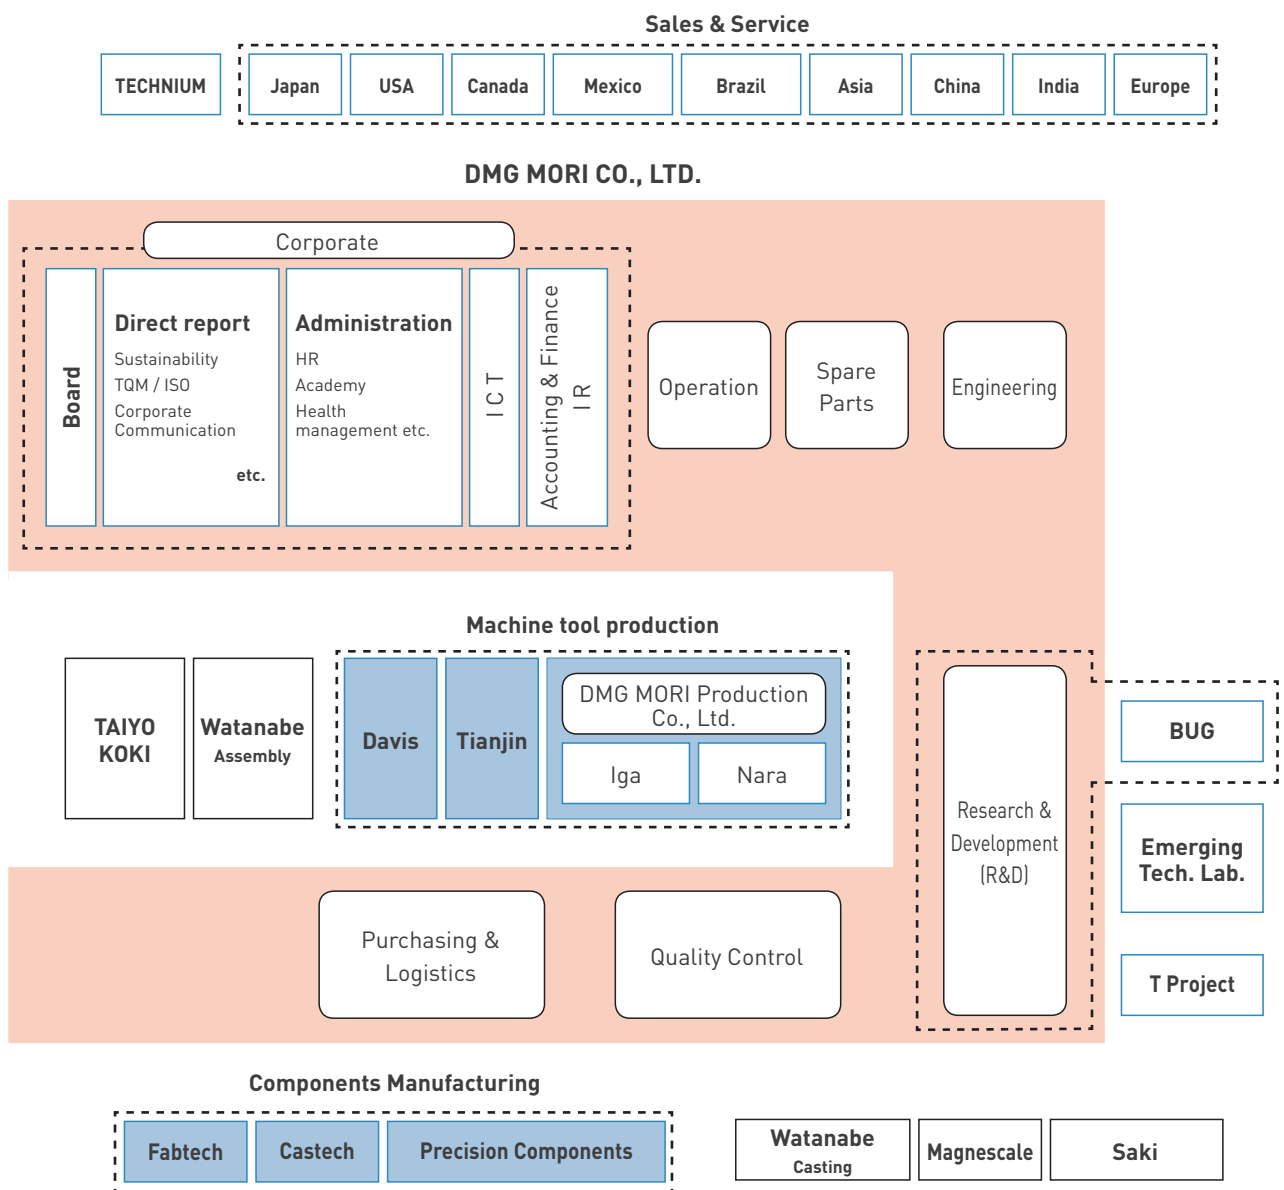 Sales & Service
TECHNIUM
Japan
USA
Canada
Mexico
Brazil
Asia
China
India
Europe
DMG MORI CO., LTD.
Corporate
Board
Direct report
Sustainability
TQM / ISO
Corporate
Communication
etc.
Administration
HR
Academy
Health
management etc.
ICT
Accounting & Finance
IR
Operation
Spare
Parts
Engineering
Machine tool production
TAIYO
KOKI
Watanabe
Assembly
Davis
Tianjin
DMG MORI Production
Co., Ltd.
Iga
Nara
Research &
Development
(R&D)
BUG
Emerging
Tech. Lab.
T Project
Purchasing &
Logistics
Quality Control
Components Manufacturing
Fabtech
Castech
Precision Components
Watanabe
Casting
Magnescale
Saki